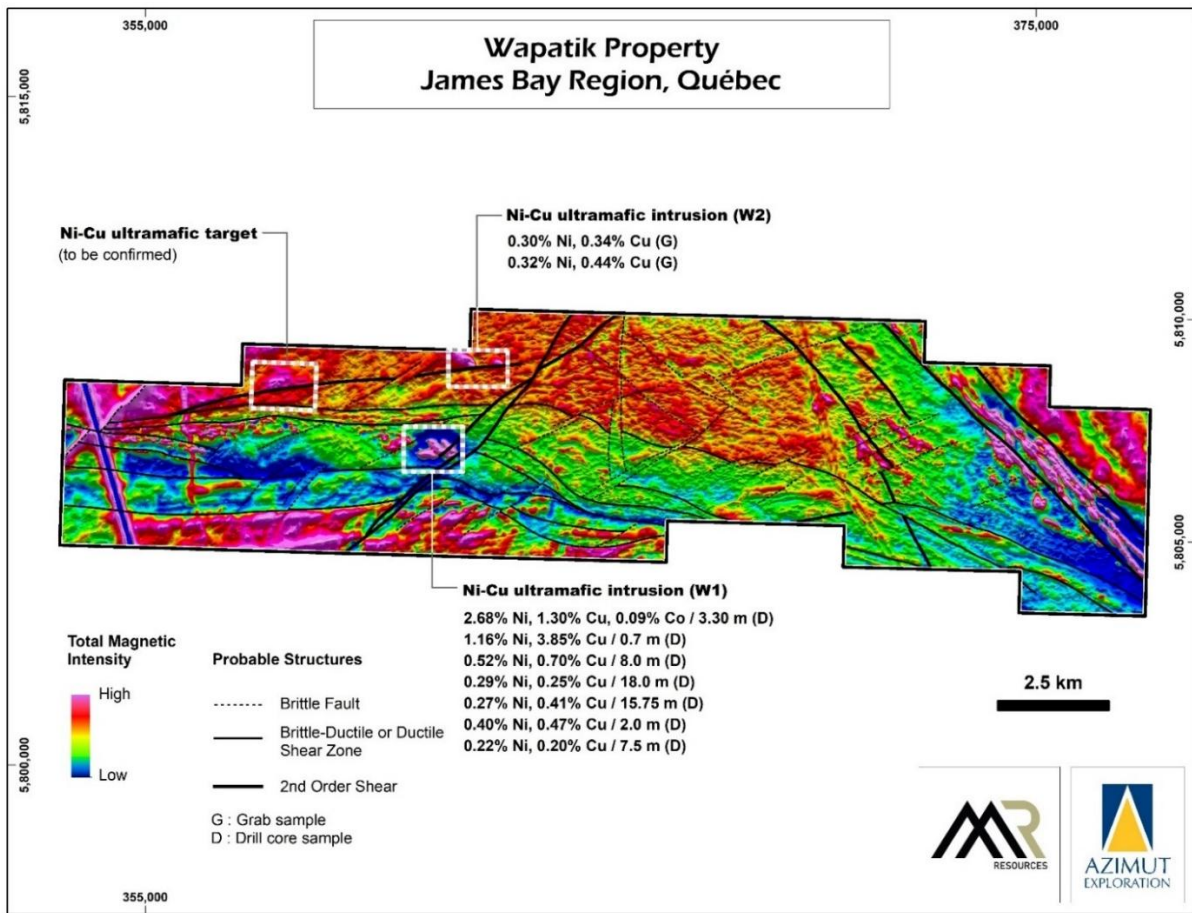 355,000
375,000
Wapatik Property
James Bay Region, Québec
5,815,000
Ni-Cu ultramafic intrusion (W2)
0.30% Ni, 0.34% Cu (G)
0.32% Ni, 0.44% Cu (G)
Ni-Cu ultramafic target
(to be confirmed)
5,810,000
5,805,000
Ni-Cu ultramafic intrusion (W1)
2.68% Ni, 1.30% Cu, 0.09% Co / 3.30 m (D)
1.16% Ni, 3.85% Cu / 0.7 m (D)
0.52% Ni, 0.70% Cu / 8.0 m (D)
0.29% Ni, 0.25% Cu / 18.0 m (D)
0.27% Ni, 0.41% Cu / 15.75 m (D)
0.40% Ni, 0.47% Cu / 2.0 m (D)
0.22% Ni, 0.20% Cu / 7.5 m (D)
Total Magnetic
Intensity
High
Low
Probable Structures
Brittle Fault
Brittle-Ductile or Ductile
Shear Zone
2nd Order Shear
G : Grab sample
D : Drill core sample
2.5 km
5,800,000
RESOURCES
AZIMUT
EXPLORATION
355,000